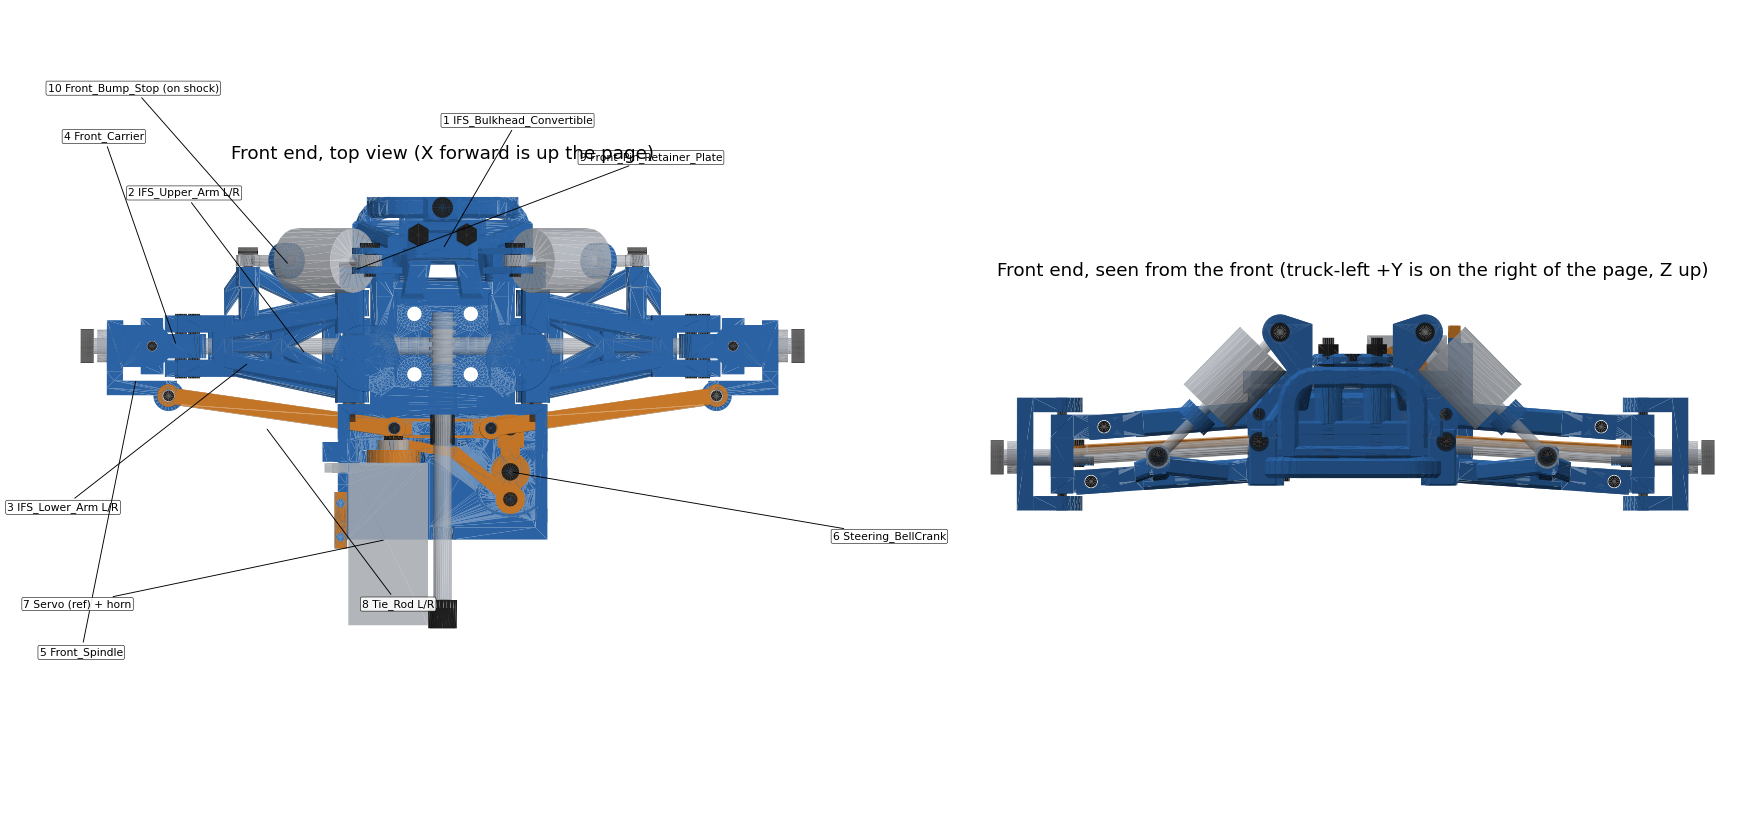 10 Front_Bump_Stop (on shock)
1 IFS_Bulkhead_Convertible
4 Front_Carrier
Front end, top view (X forward is up the page)
9 Front_Pin_Retainer_Plate
2 IFS_Upper_Arm L/R
Front end, seen from the front (truck-left +Y is on the right of the page, Z up)
3 IFS_Lower_Arm L/R
6 Steering_BellCrank
7 Servo (ref) + horn
8 Tie_Rod L/R
5 Front_Spindle